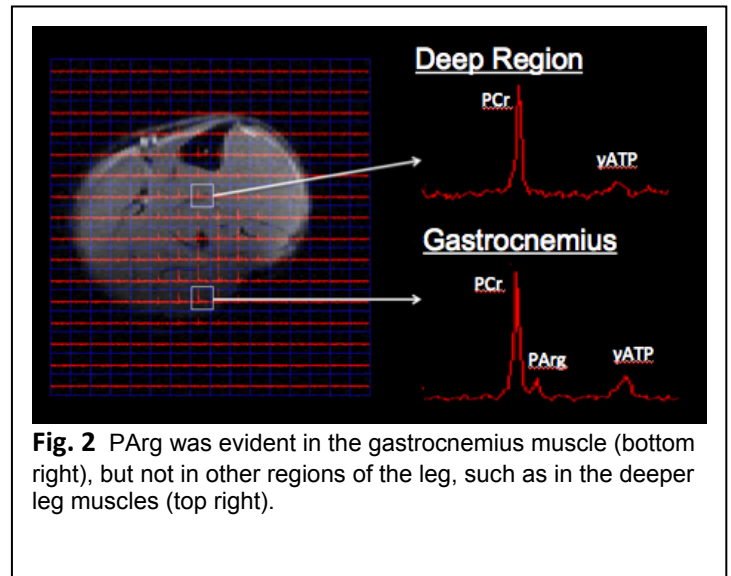 Deep Region
PCr
γATP
Gastrocnemius
PCr
PArg
γATP
Fig. 2 PArg was evident in the gastrocnemius muscle (bottom
right), but not in other regions of the leg, such as in the deeper
leg muscles (top right).